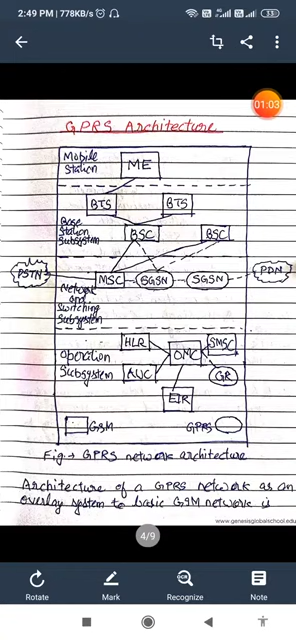 2:49 PM | 778KB/s
33
01:03
GPRS Architecture
Mobile
Station
ME
BTS
BTS
Base
Station
Subsystem
BSC
BSC
PSTN
MSC
SGSN
SGSN
PDN
Network
and
Switching
Subsystem
HLR
SMSC
Operation
Subsystem
OMC
AUC
GR
EIR
GSM
GPRS
Fig:→ GPRS network architecture
Architecture of a GPRS network as an
overlay system to basic GSM network is
www.genesisglobalschool.edu.
4/9
Rotate
Mark
OCR
Recognize
Note